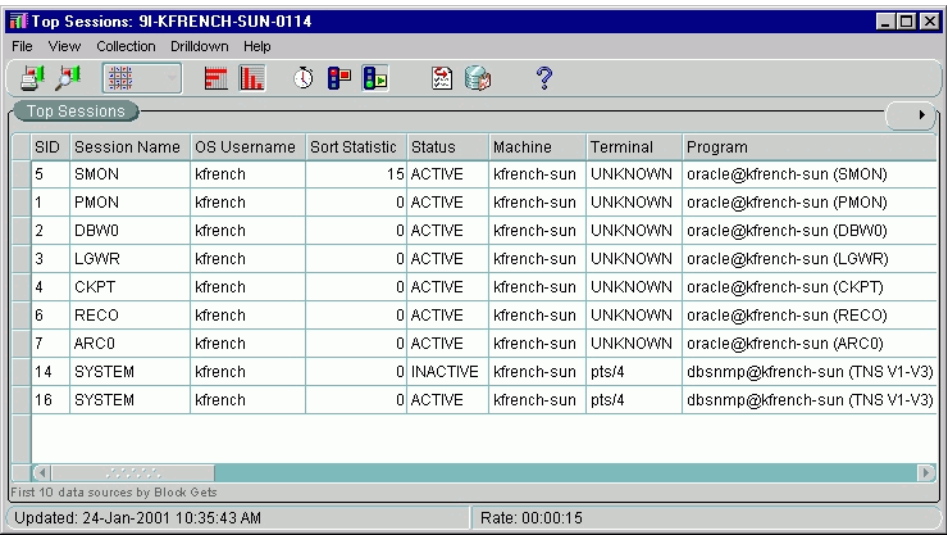 Top Sessions: 9I-KFRENCH-SUN-0114
File View Collection Drilldown Help
Top Sessions
SID Session Name OS Username Sort Statistic Status Machine Terminal Program
5 SMON kfrench 15 ACTIVE kfrench-sun UNKNOWN oracle@kfrench-sun (SMON)
1 PMON kfrench 0 ACTIVE kfrench-sun UNKNOWN oracle@kfrench-sun (PMON)
2 DBW0 kfrench 0 ACTIVE kfrench-sun UNKNOWN oracle@kfrench-sun (DBW0)
3 LGWR kfrench 0 ACTIVE kfrench-sun UNKNOWN oracle@kfrench-sun (LGWR)
4 CKPT kfrench 0 ACTIVE kfrench-sun UNKNOWN oracle@kfrench-sun (CKPT)
6 RECO kfrench 0 ACTIVE kfrench-sun UNKNOWN oracle@kfrench-sun (RECO)
7 ARC0 kfrench 0 ACTIVE kfrench-sun UNKNOWN oracle@kfrench-sun (ARC0)
14 SYSTEM kfrench 0 INACTIVE kfrench-sun pts/4 dbsnmp@kfrench-sun (TNS V1-V3)
16 SYSTEM kfrench 0 ACTIVE kfrench-sun pts/4 dbsnmp@kfrench-sun (TNS V1-V3)
First 10 data sources by Block Gets
Updated: 24-Jan-2001 10:35:43 AM Rate: 00:00:15